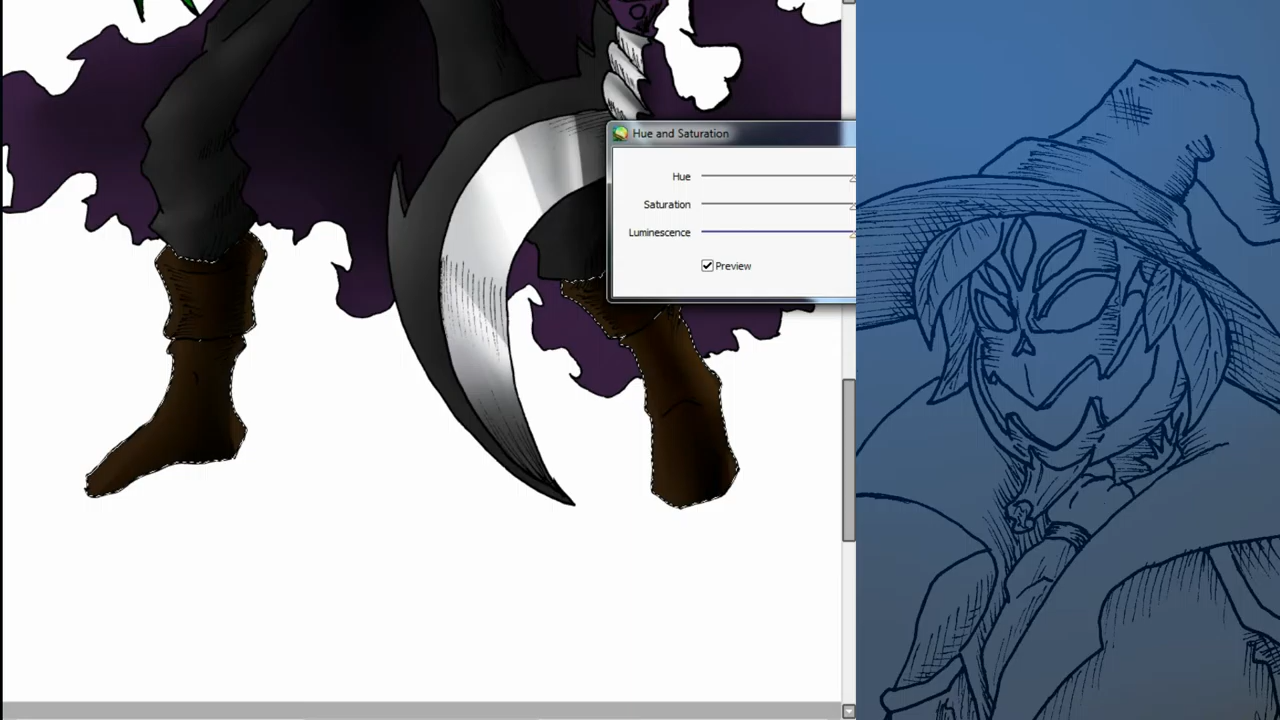 Hue and Saturation
Hue
Saturation
Luminescence
Preview